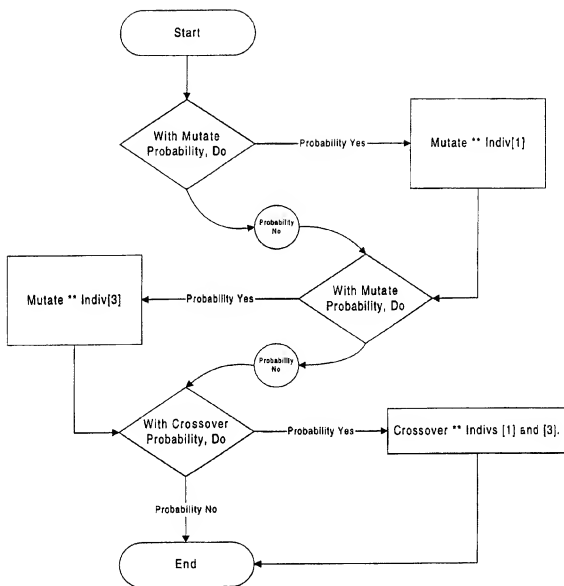 Start
With Mutate
Probability, Do
Probability Yes
Mutate ** Indiv[1]
Probability
No
Mutate ** Indiv[3]
Probability Yes
With Mutate
Probability, Do
Probability
No
With Crossover
Probability, Do
Probability Yes
Crossover ** Indivs [1] and [3].
Probability No
End